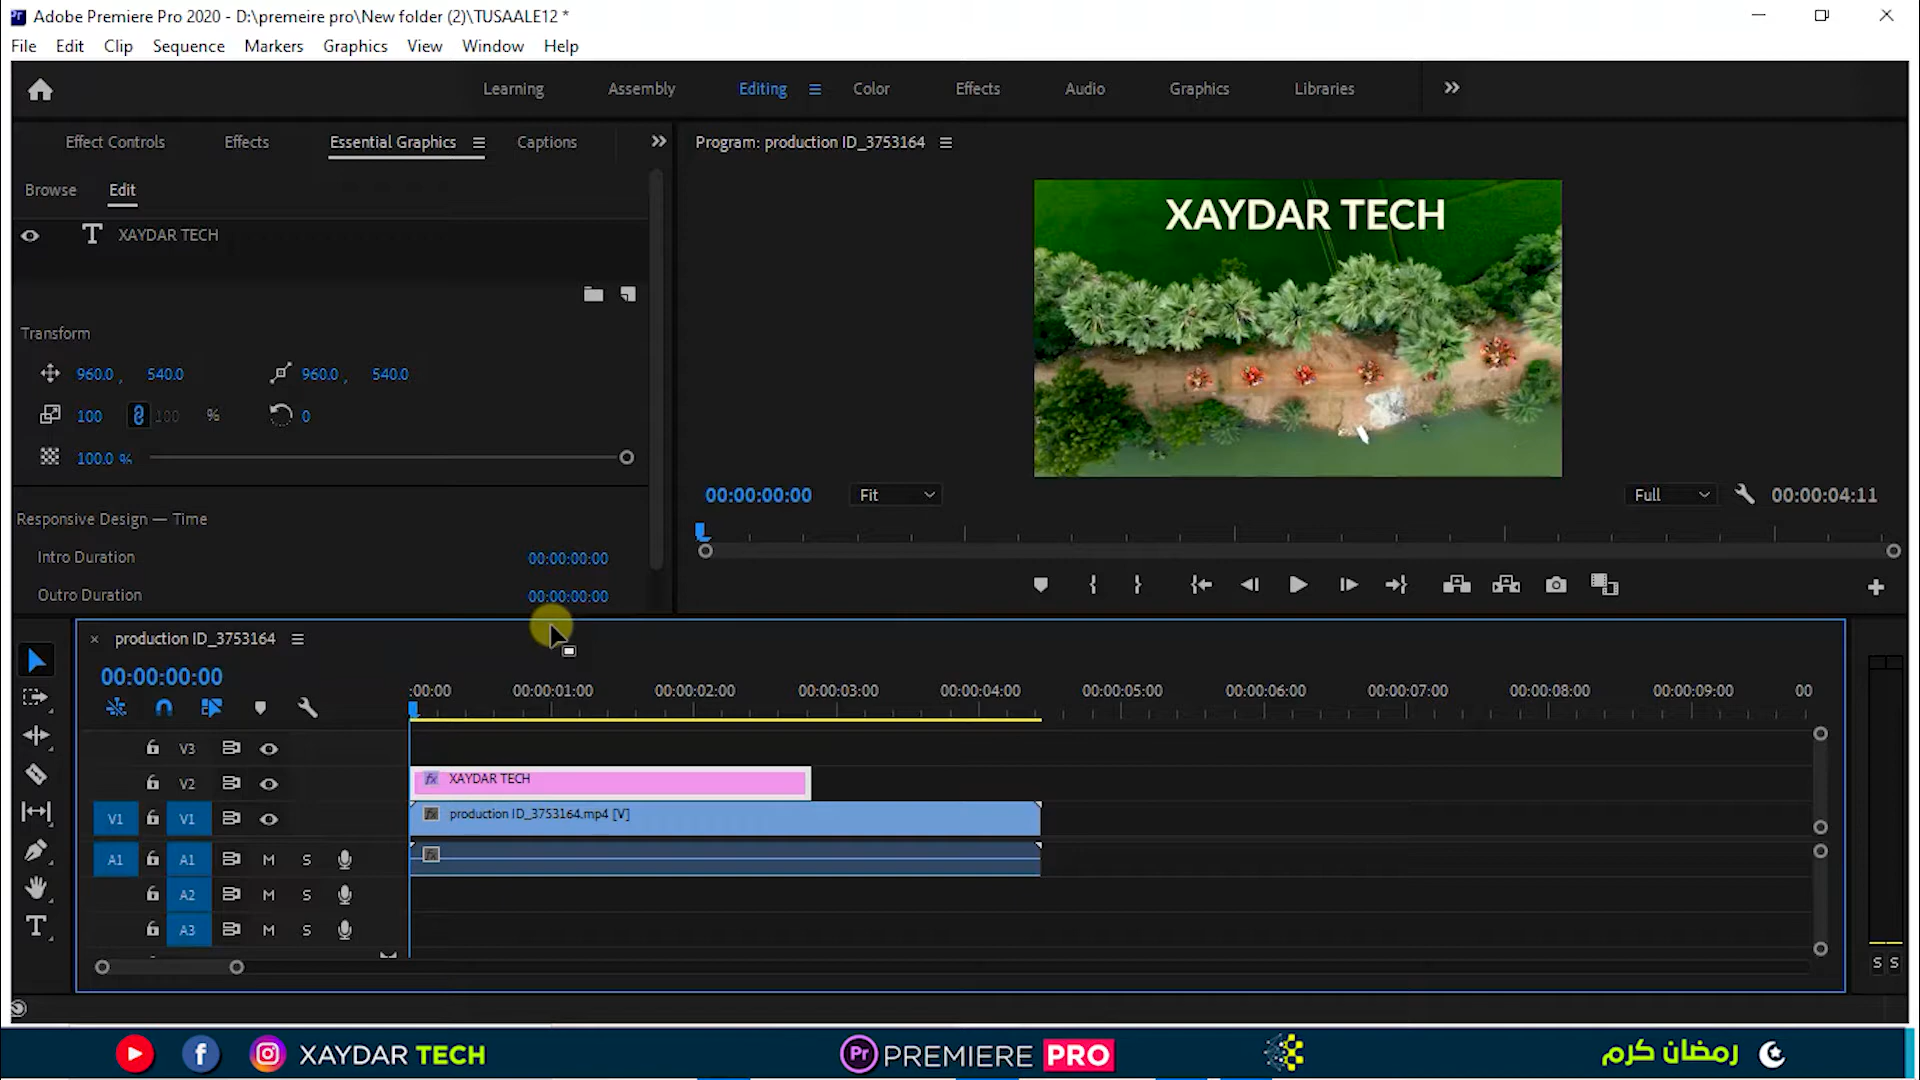 Adobe Premiere Pro 2020 - D:\premeire pro\New folder (2)\TUSAALE12 *
File Edit Clip Sequence Markers Graphics View Window Help
Learning Assembly Editing Color Effects Audio Graphics Libraries
Effect Controls Effects Essential Graphics Captions
Program: production ID_3753164
Browse Edit
XAYDAR TECH
XAYDAR TECH
Transform
960.0 , 540.0 960.0 , 540.0
100 100 % 0
100.0 %
00:00:00:00 Fit Full 00:00:04:11
Responsive Design — Time
Intro Duration 00:00:00:00
Outro Duration 00:00:00:00
production ID_3753164
00:00:00:00
:00:00 00:00:01:00 00:00:02:00 00:00:03:00 00:00:04:00 00:00:05:00 00:00:06:00 00:00:07:00 00:00:08:00 00:00:09:00 00
V3
V2 fx XAYDAR TECH
V1 V1 fx production ID_3753164.mp4 [V]
A1 A1 M S fx
A2 M S
A3 M S
S S
XAYDAR TECH Pr PREMIERE PRO رمضان كرم